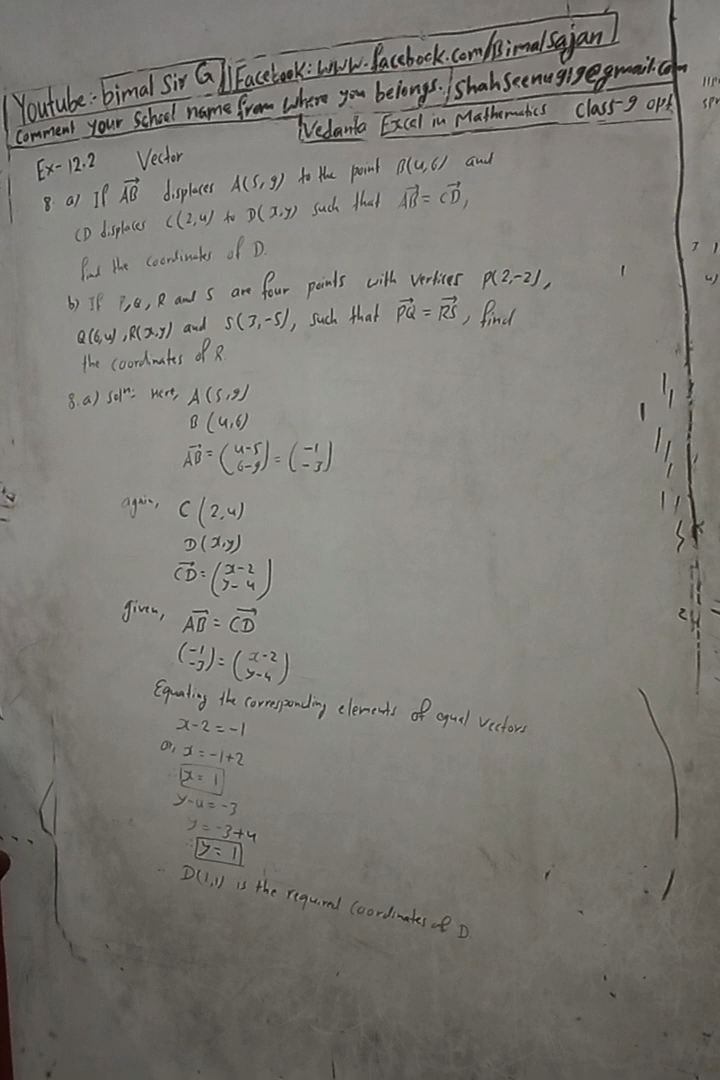 Youtube:- bimal Sir G || Facebook: www.facebook.com/Bimalsajan
Comment your School name from where you belongs. / Shahseenu919@gmail.com
Vedanta Excel in Mathematics Class-9 opt
Ex-12.2 Vector
8. a) If AB→ displaces A(5,9) to the point B(4,6) and
CD displaces C(2,4) to D(x,y) such that AB→ = CD→,
find the coordinates of D.
b) If P,Q, R and S are four points with vertices P(2,-2),
Q(6,4), R(x,y) and S(3,-5), such that PQ→ = RS→, find
the coordinates of R.
8.a) Solⁿ: Here, A(5,9)
B(4,6)
AB→ = (4-5 / 6-9) = (-1 / -3)
again, C(2,4)
D(x,y)
CD→ = (x-2 / y-4)
given, AB→ = CD→
(-1 / -3) = (x-2 / y-4)
Equating the corresponding elements of equal vectors
x-2 = -1
or, x = -1+2
x = 1
y-4 = -3
y = -3+4
∴ y = 1
∴ D(1,1) is the required coordinates of D.